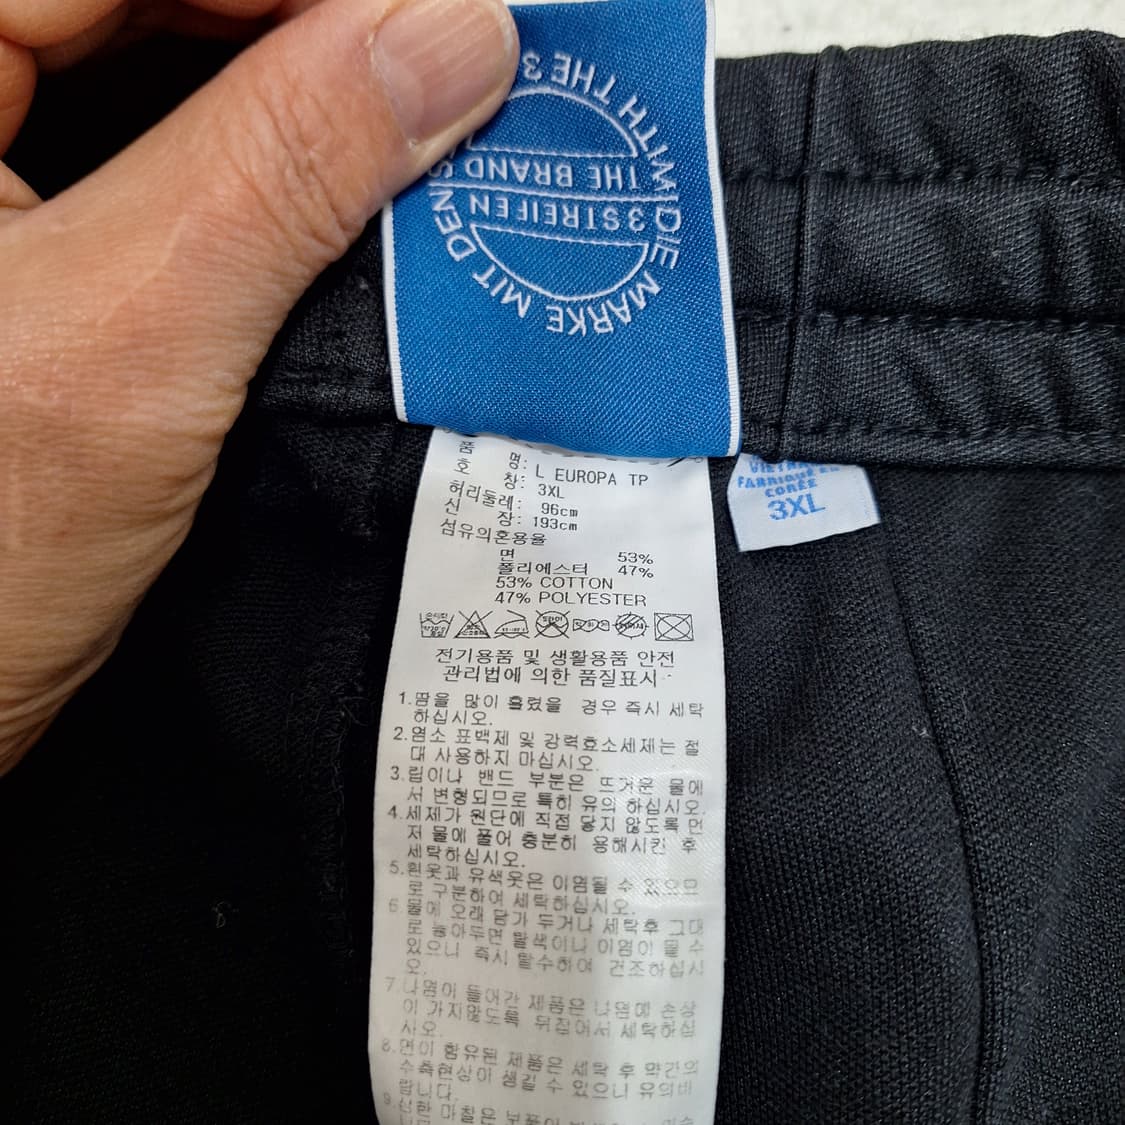 WITH THE 3
THE BRAND
3STREIFEN
DIE MARKE MIT DEN
품 명: L EUROPA TP
호 칭: 3XL
허리둘레: 96cm
신 장: 193cm
섬유의혼용율
면 53%
폴리에스터 47%
53% COTTON
47% POLYESTER
전기용품 및 생활용품 안전
관리법에 의한 품질표시
1.땀을 많이 흘렸을 경우 즉시 세탁
하십시오.
2.염소 표백제 및 강력효소세제는 절
대 사용하지 마십시오.
3.립이나 밴드 부분은 뜨거운 물에
서 변형되므로 특히 유의 하십시오.
4.세제가 원단에 직접 닿지 않도록 먼
저 물에 풀어 충분히 용해시킨 후
세탁하십시오.
5.흰옷과 유색옷은 이염될 수 있으므
로 구분하여 세탁하십시오.
6.물에 오래 담가 두거나 세탁후 그대
로 놓아두면 탈색이나 이염이 될 수
있으니 즉시 탈수하여 건조하십시
오.
7.나염이 들어간 제품은 나염에 손상
이 가지않도록 뒤집어서 세탁하십
시오.
8.면이 함유된 제품은 세탁 후 약간의
수축현상이 생길 수 있으니 유의바
랍니다.
9.심한 마찰은
FABRIQUÉ EN
CORÉE
3XL